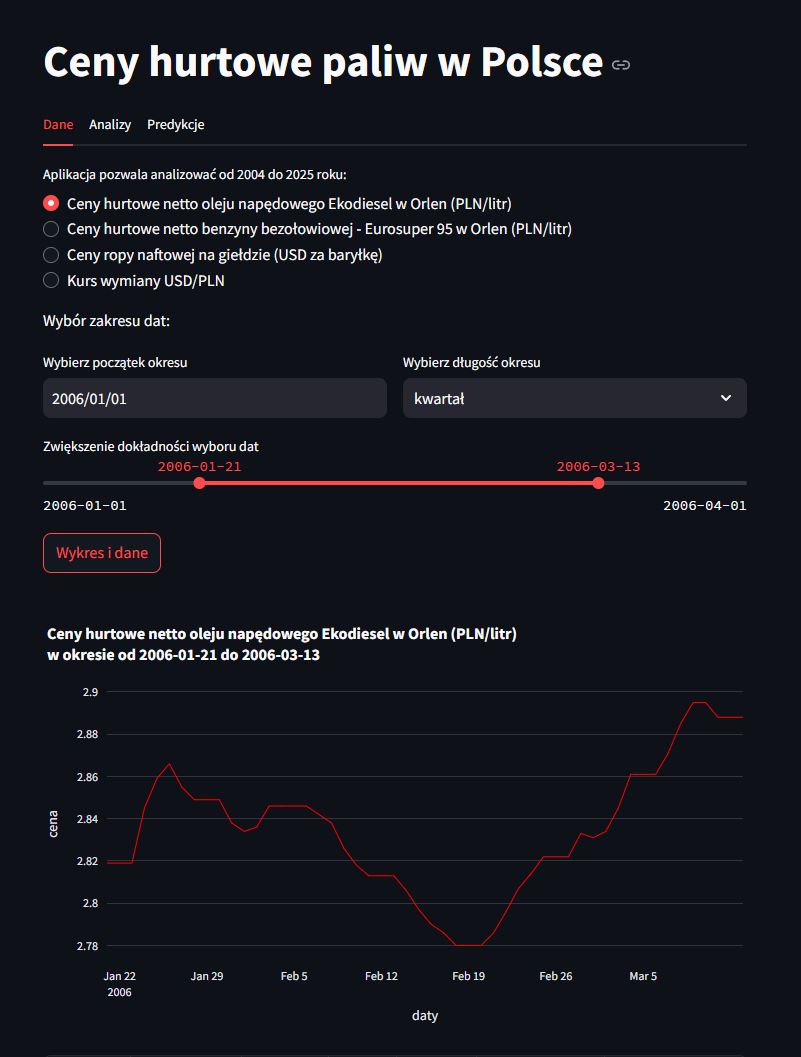 Ceny hurtowe paliw w Polsce
Dane Analizy Predykcje
Aplikacja pozwala analizować od 2004 do 2025 roku:
Ceny hurtowe netto oleju napędowego Ekodiesel w Orlen (PLN/litr)
Ceny hurtowe netto benzyny bezołowiowej - Eurosuper 95 w Orlen (PLN/litr)
Ceny ropy naftowej na giełdzie (USD za baryłkę)
Kurs wymiany USD/PLN
Wybór zakresu dat:
Wybierz początek okresu Wybierz długość okresu
2006/01/01 kwartał
Zwiększenie dokładności wyboru dat
2006-01-21 2006-03-13
2006-01-01 2006-04-01
Wykres i dane
Ceny hurtowe netto oleju napędowego Ekodiesel w Orlen (PLN/litr)
w okresie od 2006-01-21 do 2006-03-13
2.9
2.88
2.86
2.84
2.82
2.8
2.78
cena
Jan 22 Jan 29 Feb 5 Feb 12 Feb 19 Feb 26 Mar 5
2006
daty